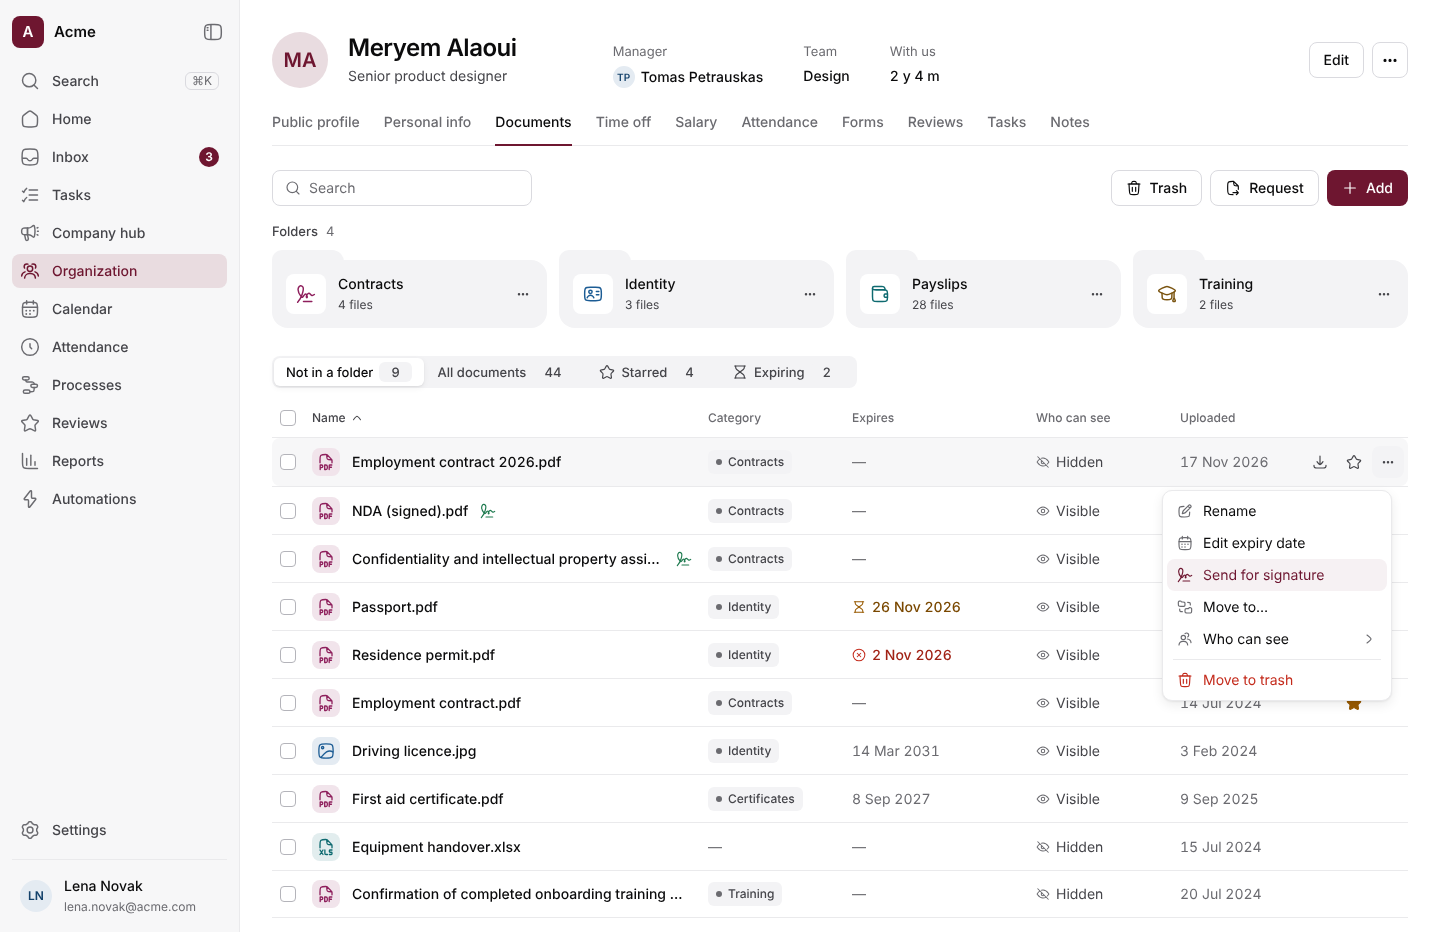 A Acme
Search ⌘K
Home
Inbox 3
Tasks
Company hub
Organization
Calendar
Attendance
Processes
Reviews
Reports
Automations
Settings
LN Lena Novak
lena.novak@acme.com
MA
Meryem Alaoui
Senior product designer
Manager
TP Tomas Petrauskas
Team
Design
With us
2 y 4 m
Edit
Public profile Personal info Documents Time off Salary Attendance Forms Reviews Tasks Notes
Search
Trash Request Add
Folders 4
Contracts
4 files
Identity
3 files
Payslips
28 files
Training
2 files
Not in a folder 9 All documents 44 Starred 4 Expiring 2
Name Category Expires Who can see Uploaded
PDF Employment contract 2026.pdf Contracts — Hidden 17 Nov 2026
PDF NDA (signed).pdf Contracts — Visible
PDF Confidentiality and intellectual property assi... Contracts — Visible
PDF Passport.pdf Identity 26 Nov 2026 Visible
PDF Residence permit.pdf Identity 2 Nov 2026 Visible
PDF Employment contract.pdf Contracts — Visible 14 Jul 2024
Driving licence.jpg Identity 14 Mar 2031 Visible 3 Feb 2024
PDF First aid certificate.pdf Certificates 8 Sep 2027 Visible 9 Sep 2025
XLS Equipment handover.xlsx — — Hidden 15 Jul 2024
PDF Confirmation of completed onboarding training ... Training — Hidden 20 Jul 2024
Rename
Edit expiry date
Send for signature
Move to...
Who can see
Move to trash